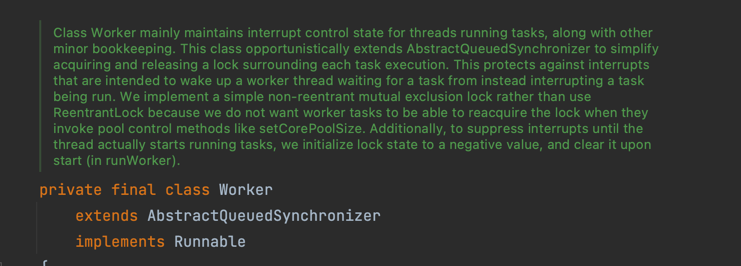 Class Worker mainly maintains interrupt control state for threads running tasks, along with other
minor bookkeeping. This class opportunistically extends AbstractQueuedSynchronizer to simplify
acquiring and releasing a lock surrounding each task execution. This protects against interrupts
that are intended to wake up a worker thread waiting for a task from instead interrupting a task
being run. We implement a simple non-reentrant mutual exclusion lock rather than use
ReentrantLock because we do not want worker tasks to be able to reacquire the lock when they
invoke pool control methods like setCorePoolSize. Additionally, to suppress interrupts until the
thread actually starts running tasks, we initialize lock state to a negative value, and clear it upon
start (in runWorker).
private final class Worker
extends AbstractQueuedSynchronizer
implements Runnable
{